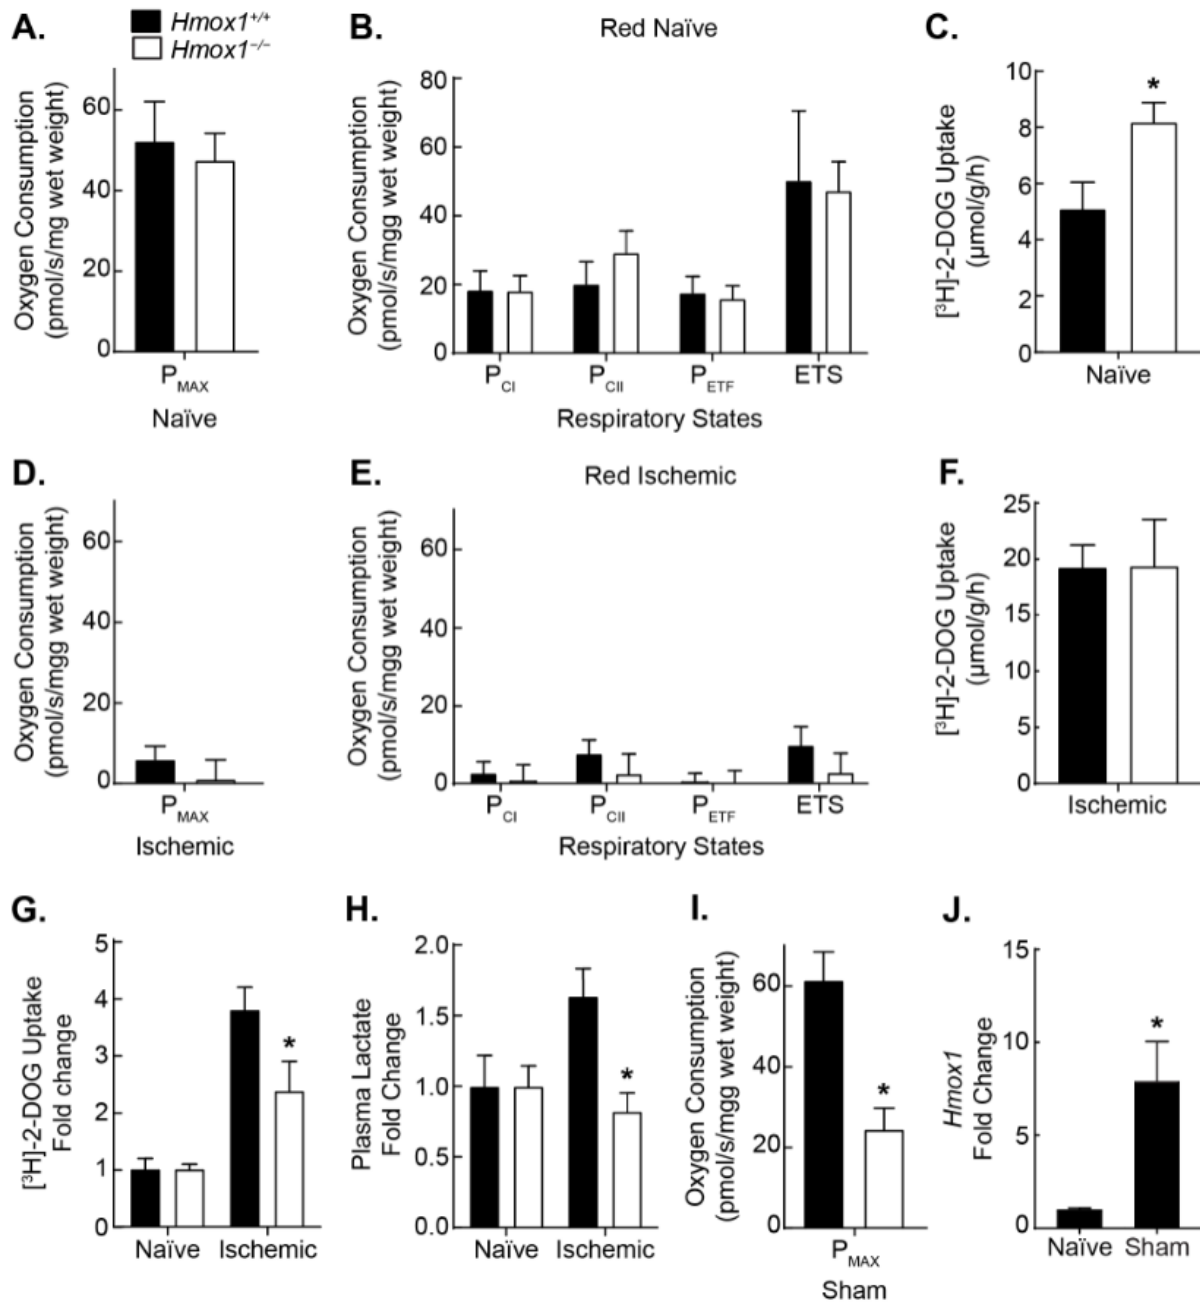 A.
Hmox1+/+
Hmox1−/−
Oxygen Consumption
(pmol/s/mg wet weight)
60
40
20
0
PMAX
Naïve
B.
Red Naïve
Oxygen Consumption
(pmol/s/mgg wet weight)
80
60
40
20
0
PCI
PCII
PETF
ETS
Respiratory States
C.
[3H]-2-DOG Uptake
(μmol/g/h)
10
8
6
4
2
0
*
Naïve
D.
Oxygen Consumption
(pmol/s/mgg wet weight)
60
40
20
0
PMAX
Ischemic
E.
Red Ischemic
Oxygen Consumption
(pmol/s/mgg wet weight)
60
40
20
0
PCI
PCII
PETF
ETS
Respiratory States
F.
[3H]-2-DOG Uptake
(μmol/g/h)
25
20
15
10
5
0
Ischemic
G.
[3H]-2-DOG Uptake
Fold change
5
4
3
2
1
0
*
Naïve
Ischemic
H.
Plasma Lactate
Fold Change
2.0
1.5
1.0
0.5
0.0
*
Naïve
Ischemic
I.
Oxygen Consumption
(pmol/s/mgg wet weight)
60
40
20
0
*
PMAX
Sham
J.
Hmox1
Fold Change
15
10
5
0
*
Naïve
Sham